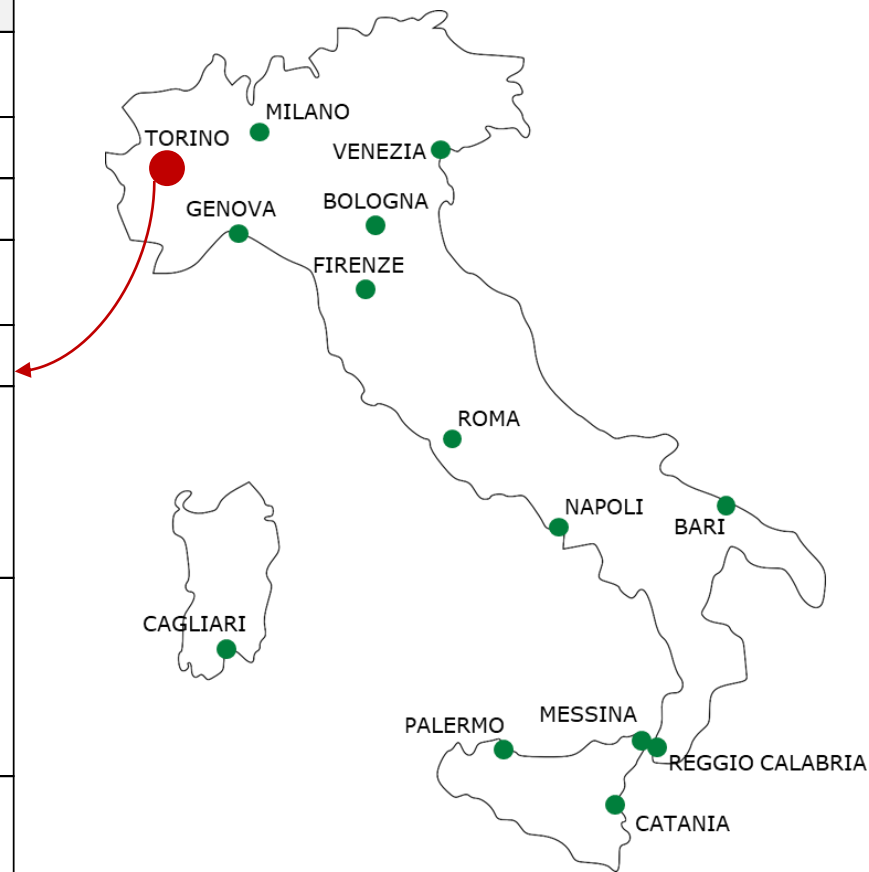 MILANO
TORINO
VENEZIA
BOLOGNA
GENOVA
FIRENZE
ROMA
NAPOLI
BARI
CAGLIARI
MESSINA
PALERMO
REGGIO CALABRIA
CATANIA